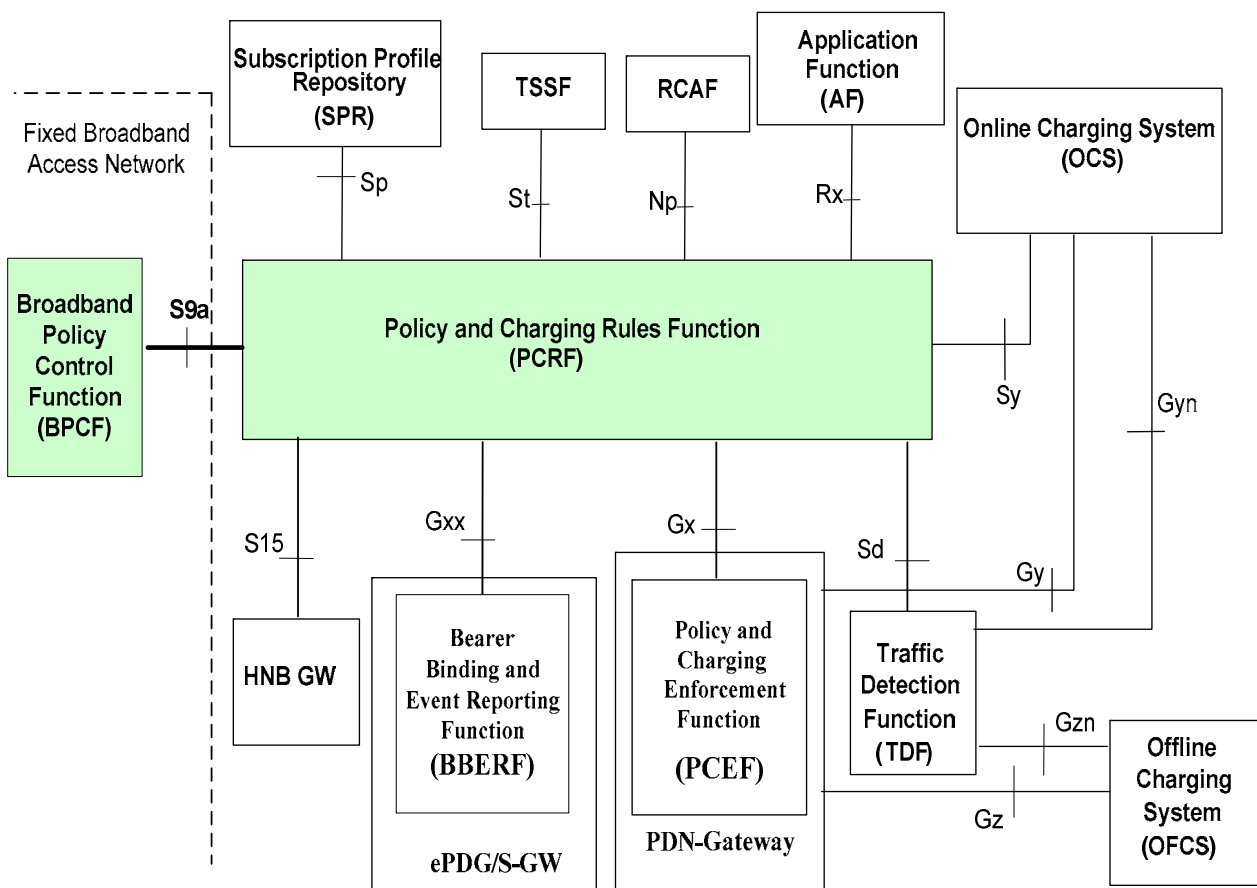 Subscription Profile
Repository
(SPR)
TSSF
RCAF
Application
Function
(AF)
Online Charging System
(OCS)
Fixed Broadband
Access Network
Sp
St
Np
Rx
Broadband
Policy
Control
Function
(BPCF)
S9a
Policy and Charging Rules Function
(PCRF)
Sy
Gyn
S15
Gxx
Gx
Sd
Gy
HNB GW
Bearer
Binding and
Event Reporting
Function
(BBERF)
ePDG/S-GW
Policy and
Charging
Enforcement
Function
(PCEF)
PDN-Gateway
Traffic
Detection
Function
(TDF)
Gzn
Gz
Offline
Charging
System
(OFCS)